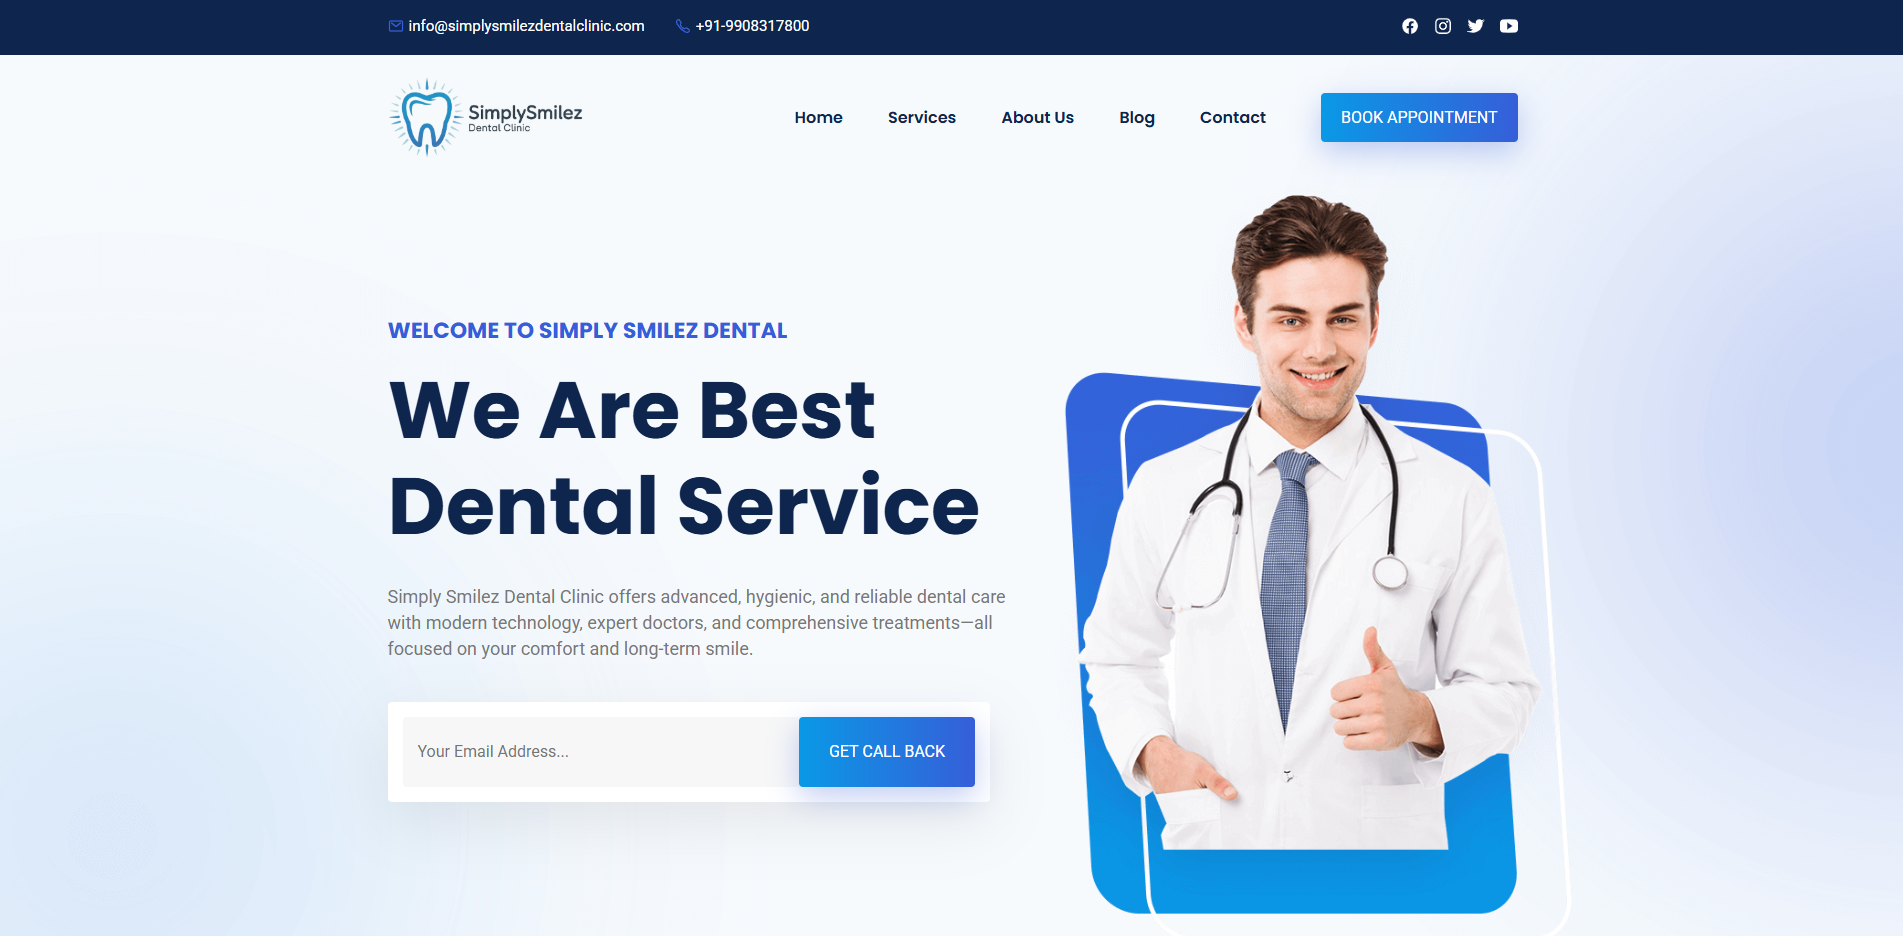 info@simplysmilezdentalclinic.com
+91-9908317800
SimplySmilez
Dental Clinic
Home
Services
About Us
Blog
Contact
BOOK APPOINTMENT
WELCOME TO SIMPLY SMILEZ DENTAL
We Are Best
Dental Service
Simply Smilez Dental Clinic offers advanced, hygienic, and reliable dental care
with modern technology, expert doctors, and comprehensive treatments—all
focused on your comfort and long-term smile.
Your Email Address...
GET CALL BACK